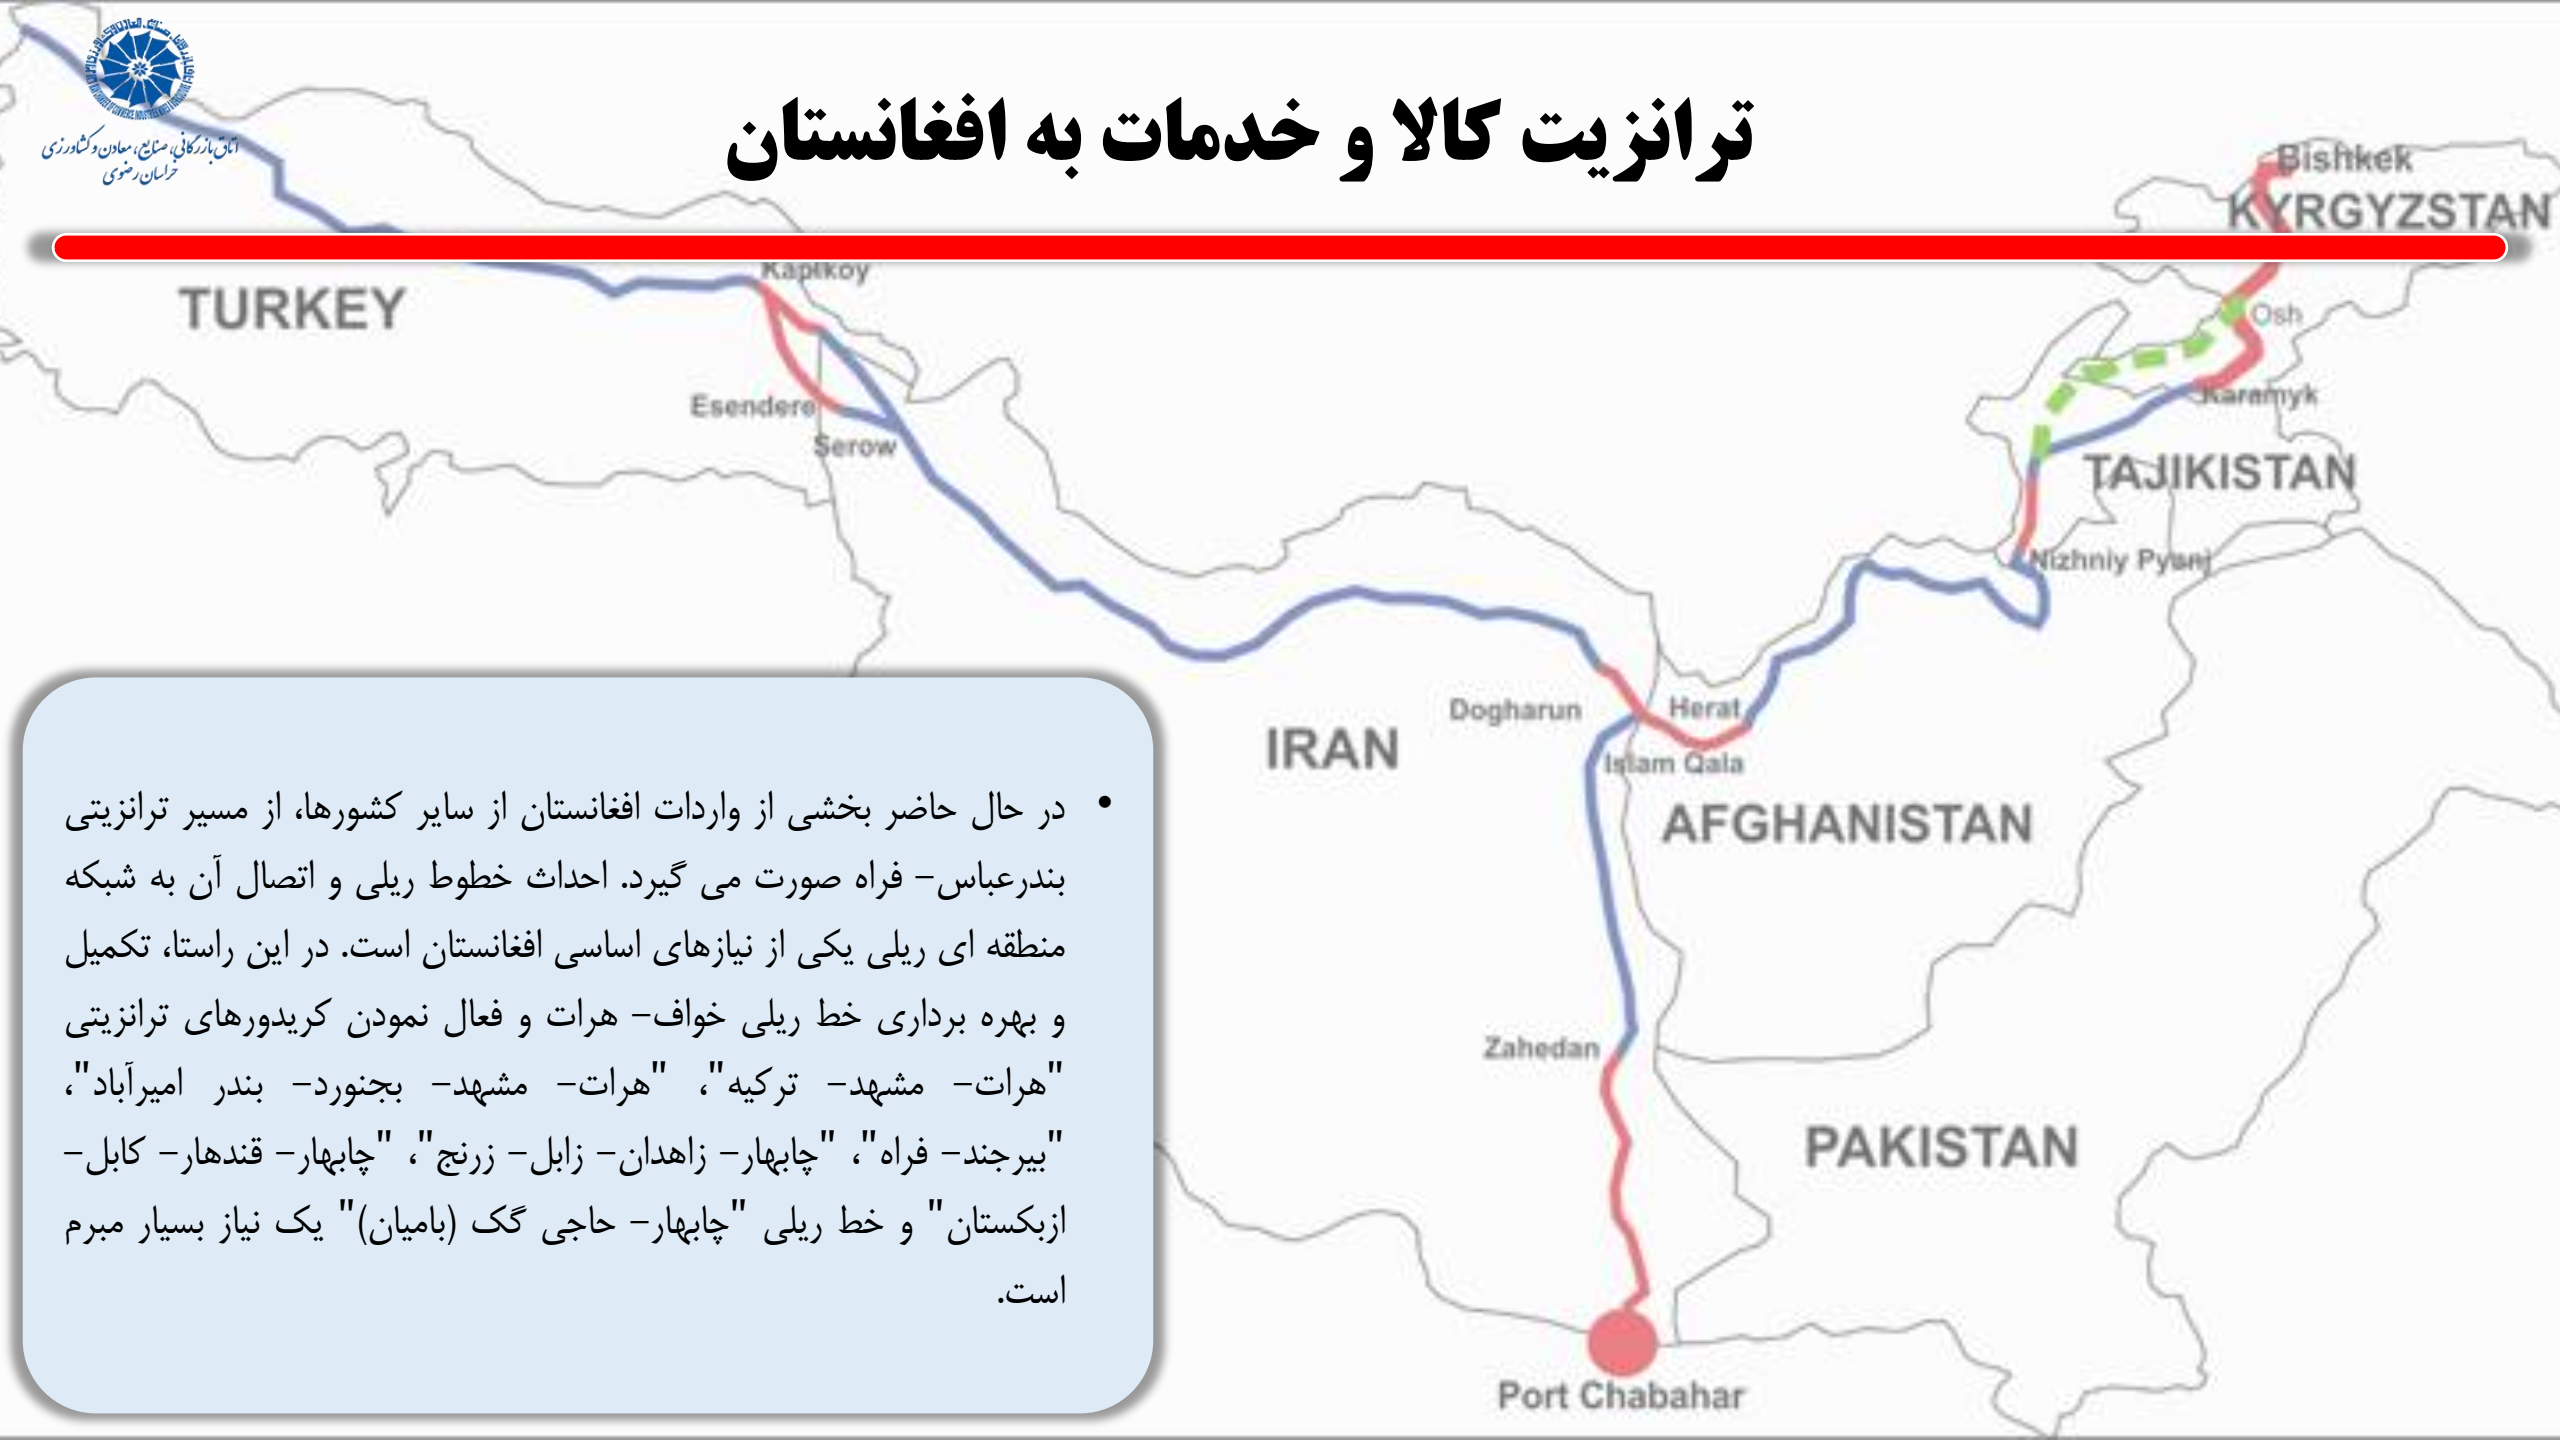 ترانزیت کالا و خدمات به افغانستان
اتاق بازرگانی، صنایع، معادن و کشاورزی
خراسان رضوی
Bishkek
KYRGYZSTAN
Kapikoy
TURKEY
Osh
Karamyk
Esendere
Serow
TAJIKISTAN
Nizhniy Pyanj
Dogharun
Herat
IRAN
Islam Qala
AFGHANISTAN
Zahedan
PAKISTAN
Port Chabahar
• در حال حاضر بخشی از واردات افغانستان از سایر کشورها، از مسیر ترانزیتی
بندرعباس– فراه صورت می گیرد. احداث خطوط ریلی و اتصال آن به شبکه
منطقه ای ریلی یکی از نیازهای اساسی افغانستان است. در این راستا، تکمیل
و بهره برداری خط ریلی خواف– هرات و فعال نمودن کریدورهای ترانزیتی
"هرات– مشهد– ترکیه"، "هرات– مشهد– بجنورد– بندر امیرآباد"،
"بیرجند– فراه"، "چابهار– زاهدان– زابل– زرنج"، "چابهار– قندهار– کابل–
ازبکستان" و خط ریلی "چابهار– حاجی گک (بامیان)" یک نیاز بسیار مبرم
است.